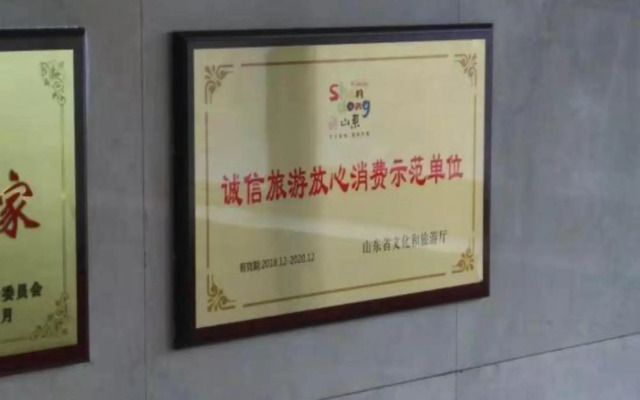 家
委员会
月
Shandong
山东
诚信旅游放心消费示范单位
山东省文化和旅游厅
有效期:2018.12-2020.12